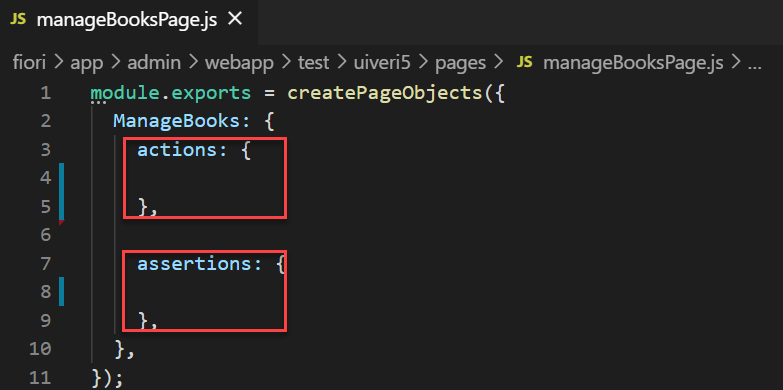 JS manageBooksPage.js ×
fiori > app > admin > webapp > test > uiveri5 > pages > JS manageBooksPage.js > ...
1 module.exports = createPageObjects({
2   ManageBooks: {
3     actions: {
4
5     },
6
7     assertions: {
8
9     },
10   },
11 });